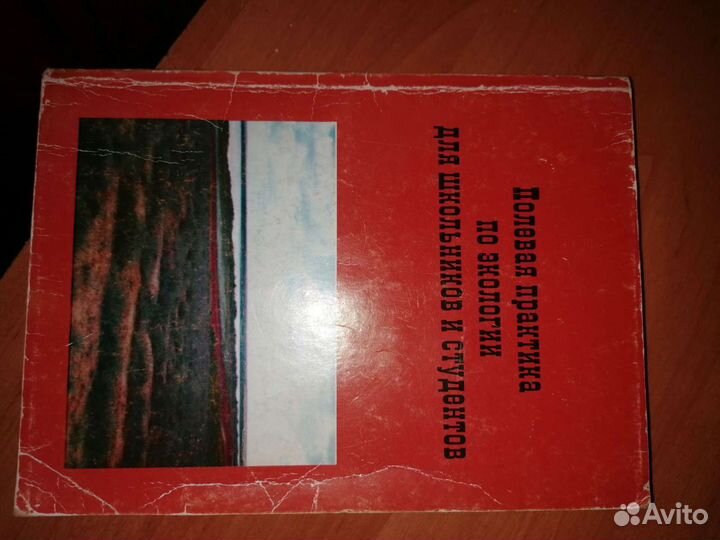 Полевая практика
по экологии
для школьников и студентов
Avito